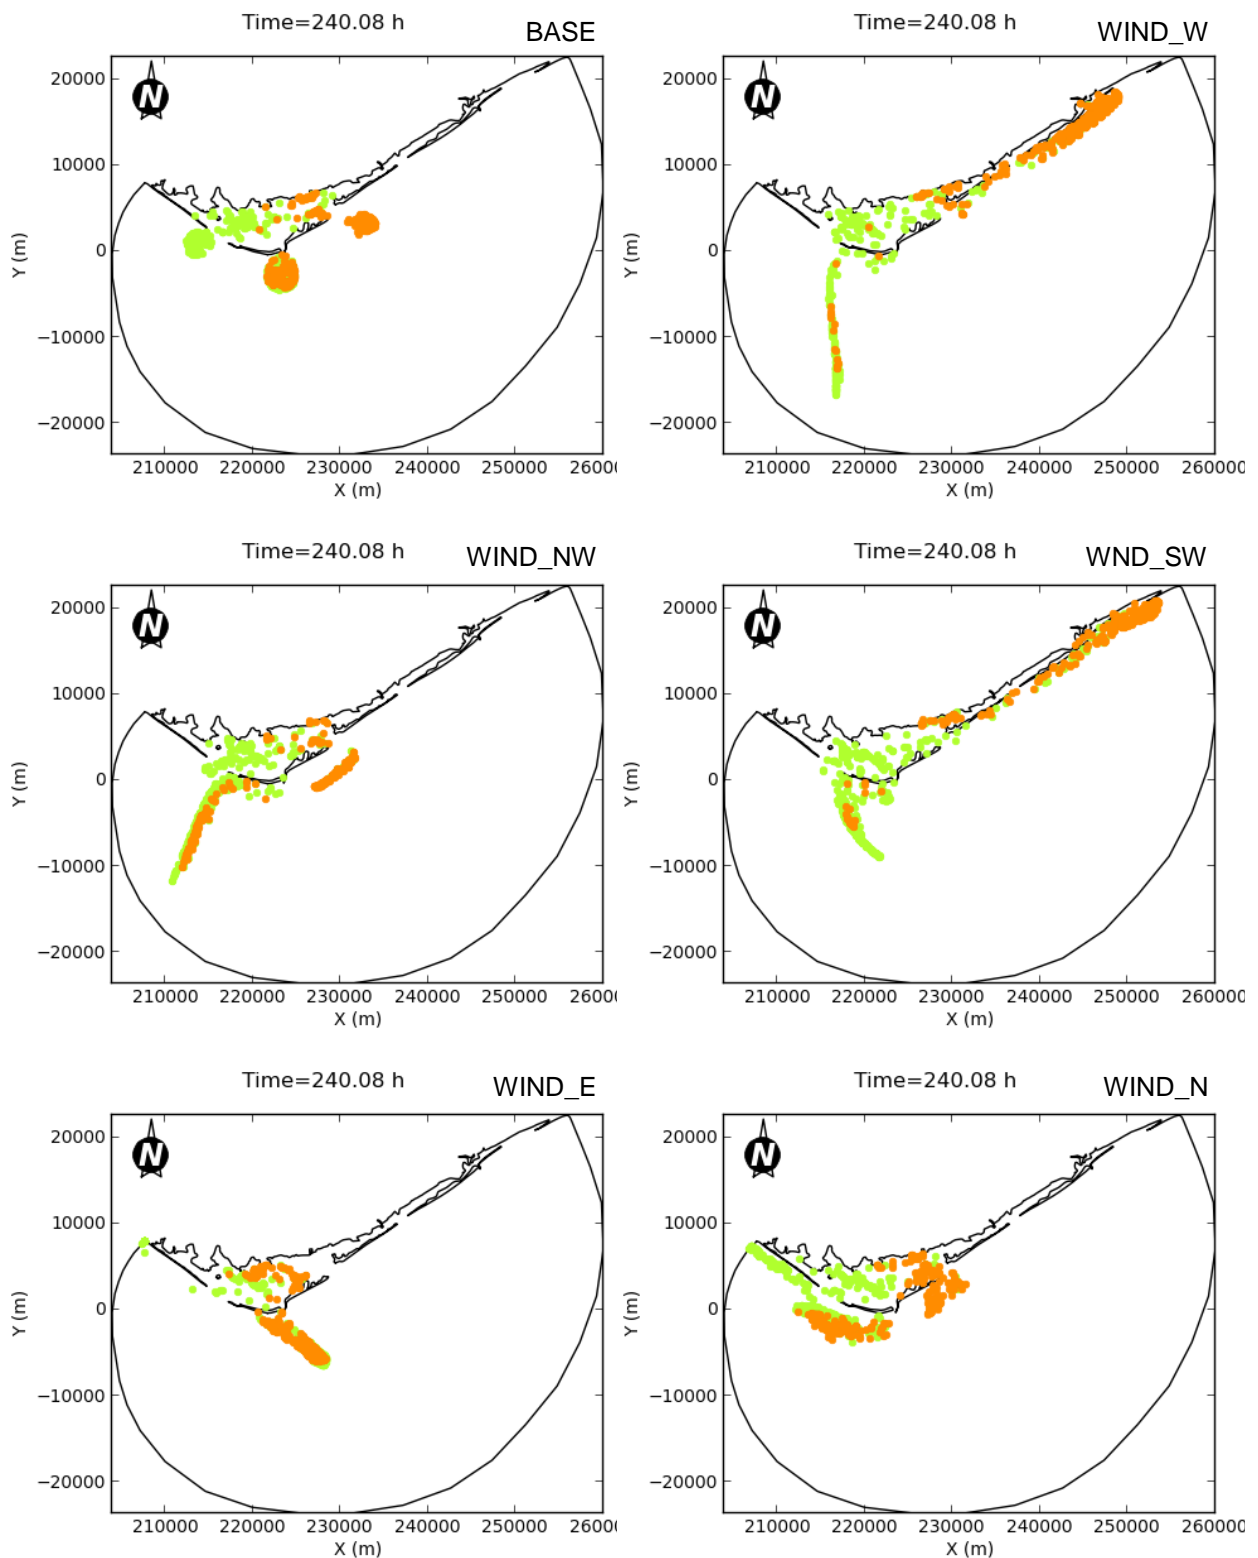 Time=240.08 h BASE
20000
N
10000
0
−10000
−20000
Y (m)
210000 220000 230000 240000 250000 2600(
X (m)
Time=240.08 h WIND_W
20000
N
10000
0
−10000
−20000
Y (m)
210000 220000 230000 240000 250000 260000
X (m)
Time=240.08 h WIND_NW
20000
N
10000
0
−10000
−20000
Y (m)
210000 220000 230000 240000 250000 2600(
X (m)
Time=240.08 h WND_SW
20000
N
10000
0
−10000
−20000
Y (m)
210000 220000 230000 240000 250000 260000
X (m)
Time=240.08 h WIND_E
20000
N
10000
0
−10000
−20000
Y (m)
210000 220000 230000 240000 250000 2600(
X (m)
Time=240.08 h WIND_N
20000
N
10000
0
−10000
−20000
Y (m)
210000 220000 230000 240000 250000 260000
X (m)